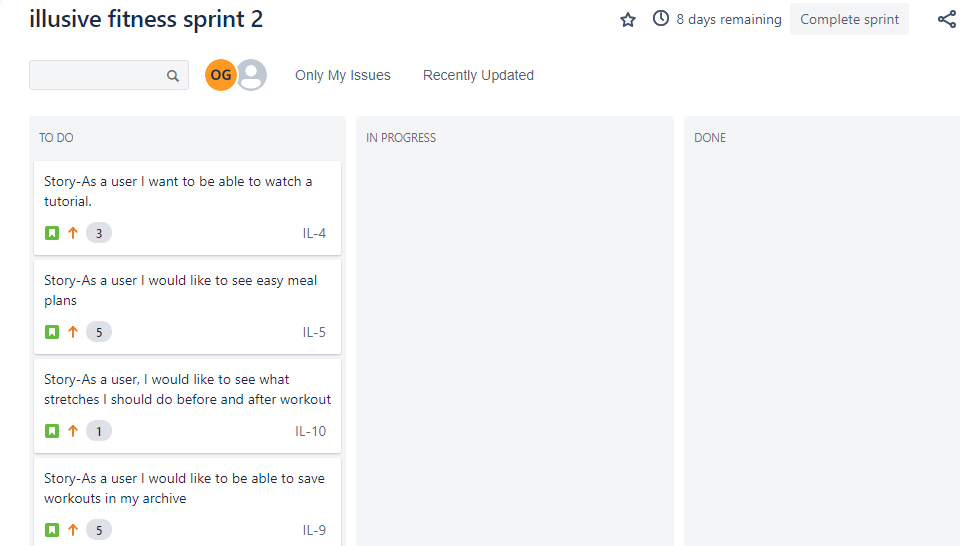 illusive fitness sprint 2
8 days remaining
Complete sprint
OG
Only My Issues
Recently Updated
TO DO
IN PROGRESS
DONE
Story-As a user I want to be able to watch a
tutorial.
3
IL-4
Story-As a user I would like to see easy meal
plans
5
IL-5
Story-As a user, I would like to see what
stretches I should do before and after workout
1
IL-10
Story-As a user I would like to be able to save
workouts in my archive
5
IL-9